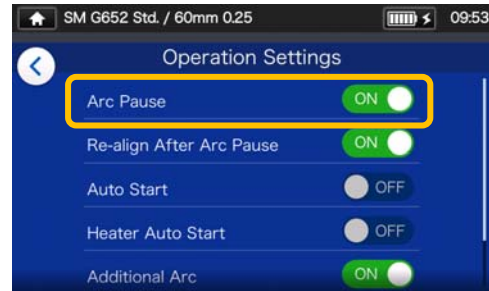 SM G652 Std. / 60mm 0.25 09:53
Operation Settings
Arc Pause ON
Re-align After Arc Pause ON
Auto Start OFF
Heater Auto Start OFF
Additional Arc ON